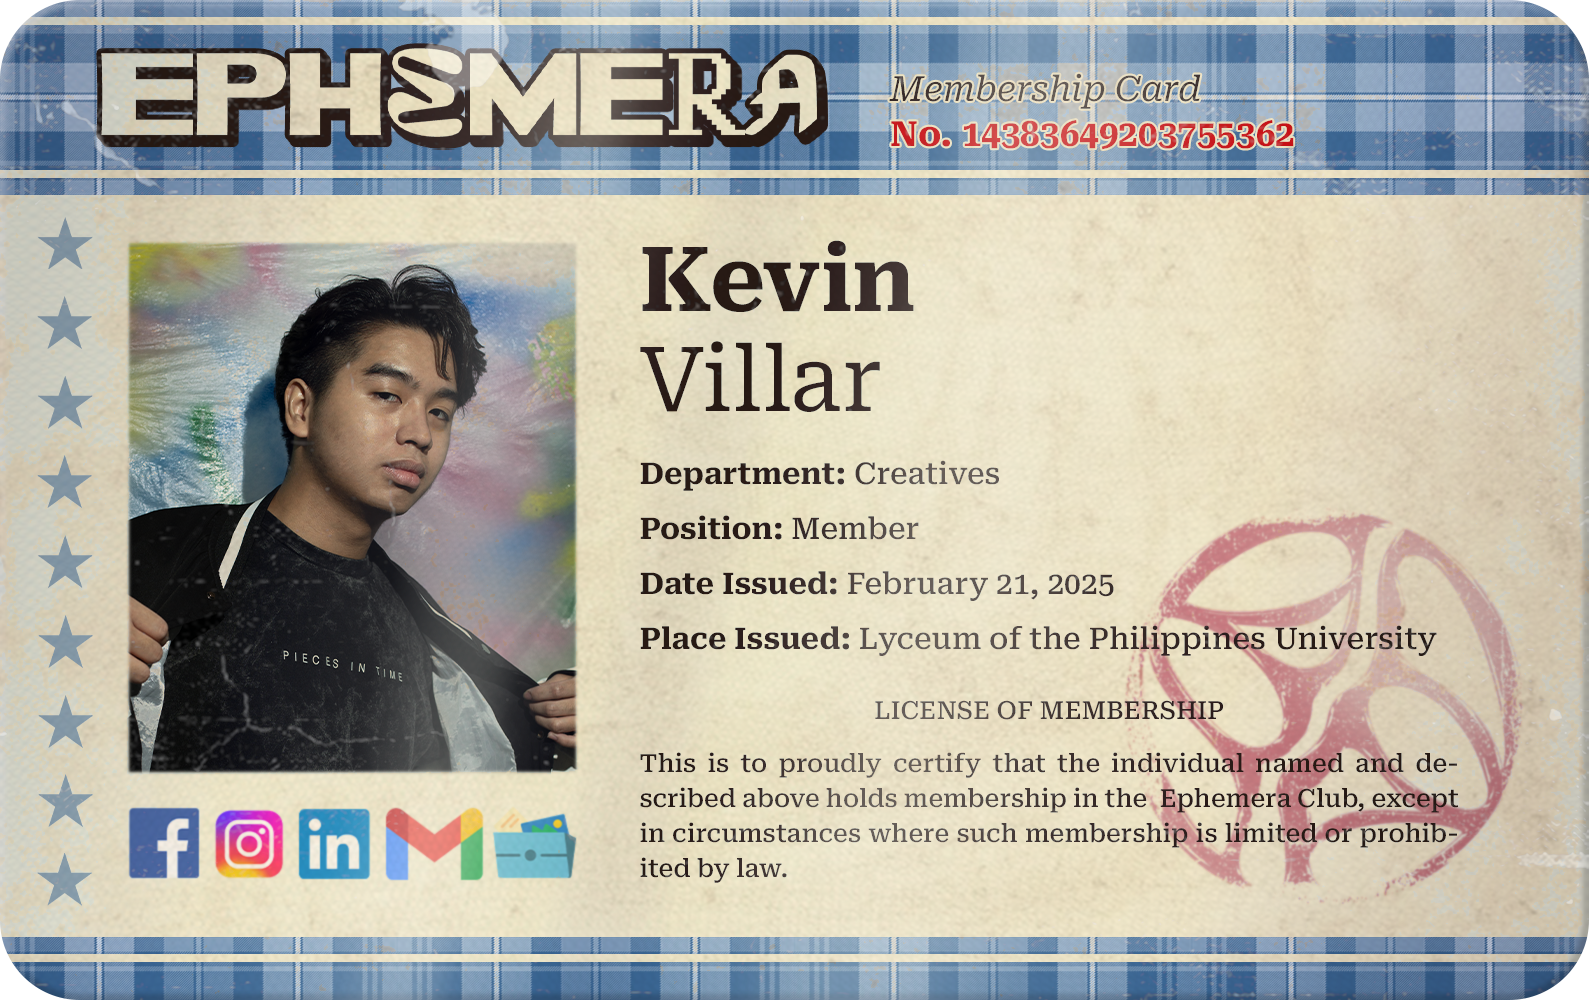 EPHEMERA
Membership Card
No. 14383649203755362
Kevin
Villar
Department: Creatives
Position: Member
Date Issued: February 21, 2025
Place Issued: Lyceum of the Philippines University
PIECES IN TIME
LICENSE OF MEMBERSHIP
This is to proudly certify that the individual named and de-
scribed above holds membership in the Ephemera Club, except
in circumstances where such membership is limited or prohib-
ited by law.
f
in